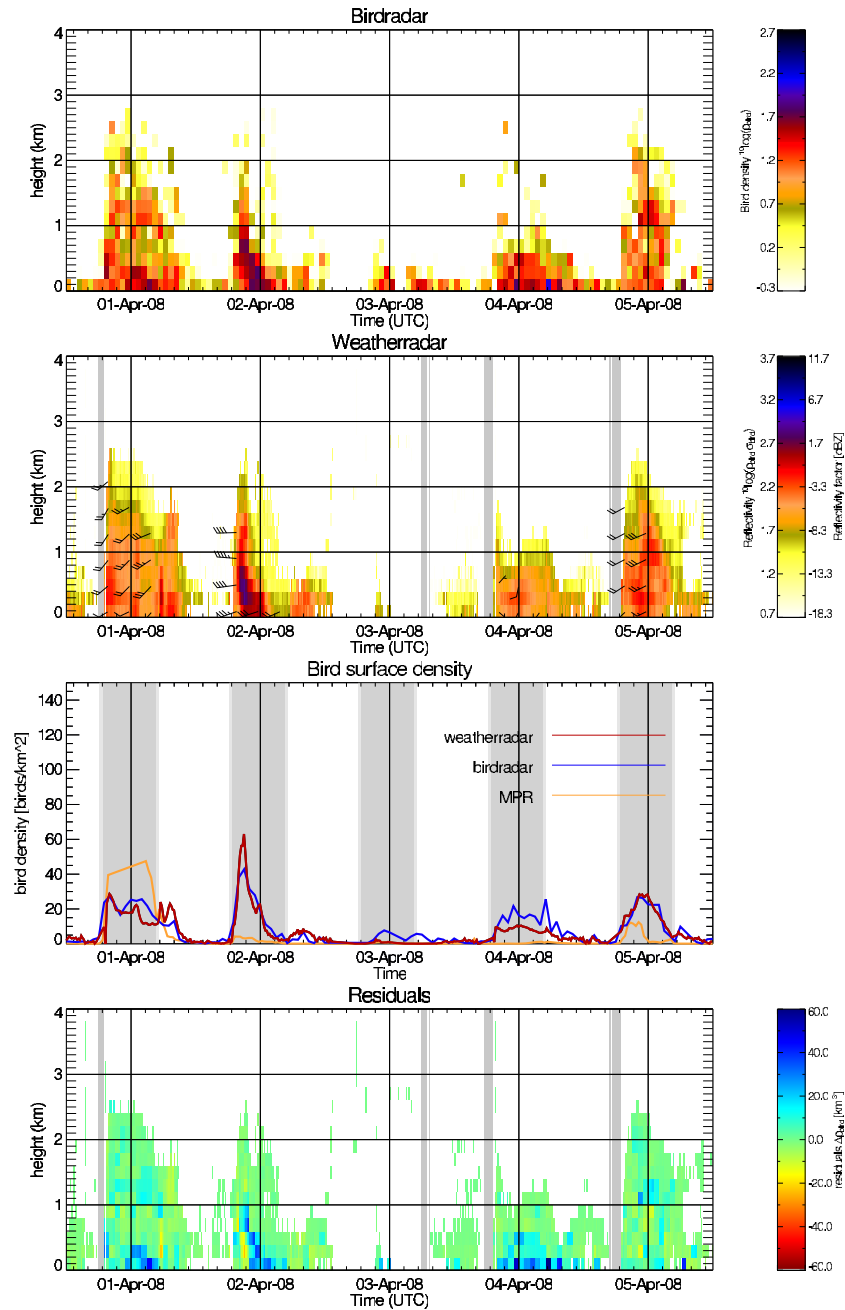 Birdradar
4
3
2
1
0
height (km)
01-Apr-08 02-Apr-08 03-Apr-08 04-Apr-08 05-Apr-08
Time (UTC)
2.7
2.2
1.7
1.2
0.7
0.2
-0.3
Bird density ¹⁰log(ρbird)
Weatherradar
4
3
2
1
0
height (km)
01-Apr-08 02-Apr-08 03-Apr-08 04-Apr-08 05-Apr-08
Time (UTC)
3.7 11.7
3.2 6.7
2.7 1.7
2.2 -3.3
1.7 -8.3
1.2 -13.3
0.7 -18.3
Reflectivity ¹⁰log(ρbird σbird)
Reflectivity factor [dBZ]
Bird surface density
140
120
100
80
60
40
20
0
bird density [birds/km^2]
weatherradar
birdradar
MPR
01-Apr-08 02-Apr-08 03-Apr-08 04-Apr-08 05-Apr-08
Time
Residuals
4
3
2
1
0
height (km)
01-Apr-08 02-Apr-08 03-Apr-08 04-Apr-08 05-Apr-08
Time (UTC)
60.0
40.0
20.0
0.0
-20.0
-40.0
-60.0
residuals Δρbird [km⁻³]